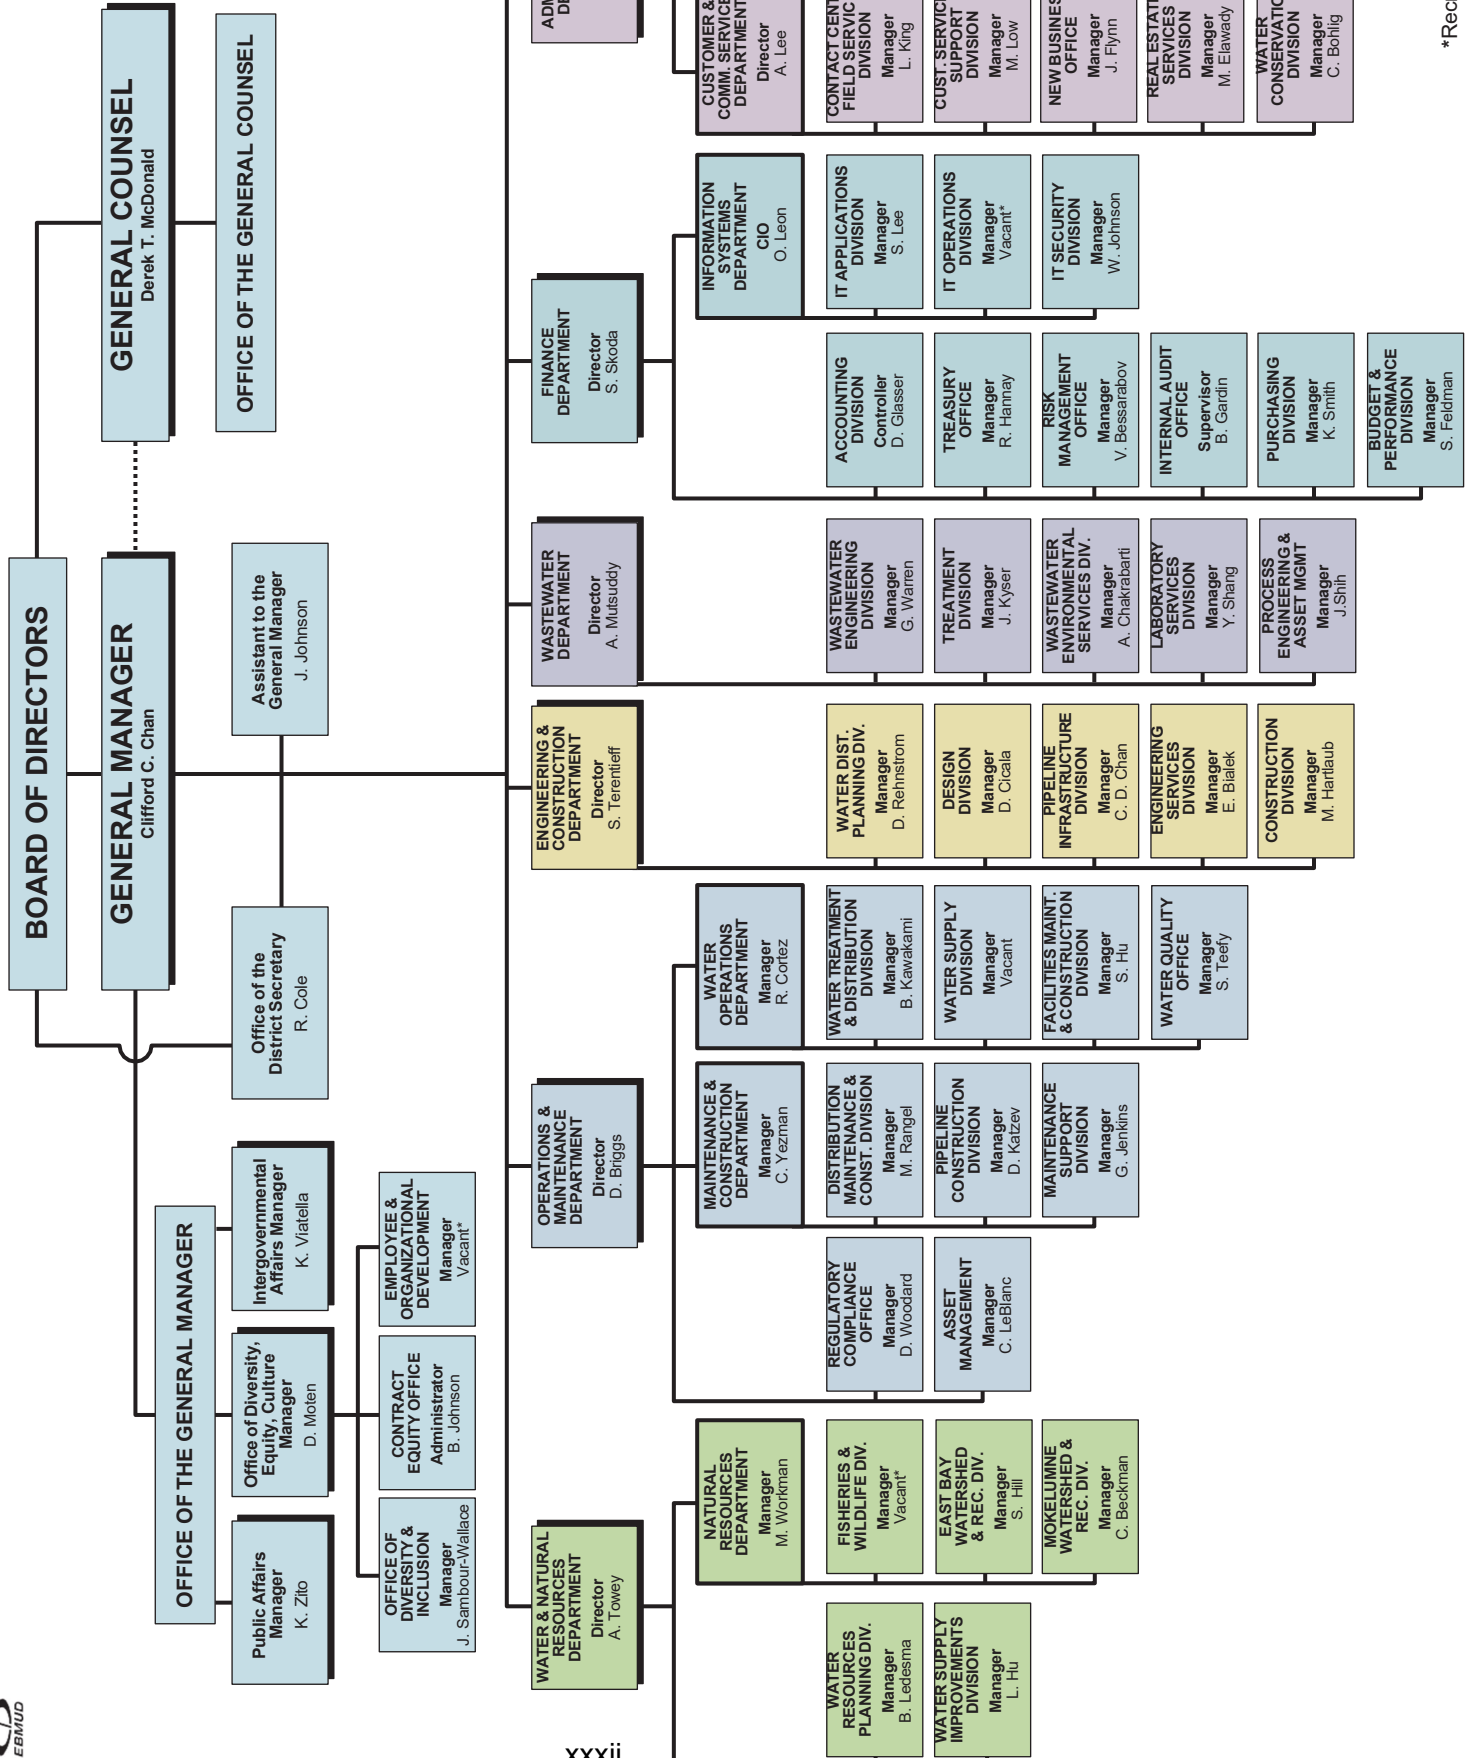 EBMUD
BOARD OF DIRECTORS
GENERAL MANAGER
Clifford C. Chan
GENERAL COUNSEL
Derek T. McDonald
OFFICE OF THE GENERAL COUNSEL
OFFICE OF THE GENERAL MANAGER
Public Affairs
Manager
K. Zito
Office of Diversity,
Equity, Culture
Manager
D. Moten
Intergovernmental
Affairs Manager
K. Viatella
Office of the
District Secretary
R. Cole
Assistant to the
General Manager
J. Johnson
OFFICE OF
DIVERSITY &
INCLUSION
Manager
J. Sambour-Wallace
CONTRACT
EQUITY OFFICE
Administrator
B. Johnson
EMPLOYEE &
ORGANIZATIONAL
DEVELOPMENT
Manager
Vacant*
WATER & NATURAL
RESOURCES
DEPARTMENT
Director
A. Towey
WATER
RESOURCES
PLANNING DIV.
Manager
B. Ledesma
WATER SUPPLY
IMPROVEMENTS
DIVISION
Manager
L. Hu
NATURAL
RESOURCES
DEPARTMENT
Manager
M. Workman
FISHERIES &
WILDLIFE DIV.
Manager
Vacant*
EAST BAY
WATERSHED
& REC. DIV.
Manager
S. Hill
MOKELUMNE
WATERSHED &
REC. DIV.
Manager
C. Beckman
OPERATIONS &
MAINTENANCE
DEPARTMENT
Director
D. Briggs
REGULATORY
COMPLIANCE
OFFICE
Manager
D. Woodard
ASSET
MANAGEMENT
Manager
C. LeBlanc
MAINTENANCE &
CONSTRUCTION
DEPARTMENT
Manager
C. Yezman
DISTRIBUTION
MAINTENANCE &
CONST. DIVISION
Manager
M. Rangel
PIPELINE
CONSTRUCTION
DIVISION
Manager
D. Katzev
MAINTENANCE
SUPPORT
DIVISION
Manager
G. Jenkins
WATER
OPERATIONS
DEPARTMENT
Manager
R. Cortez
WATER TREATMENT
& DISTRIBUTION
DIVISION
Manager
B. Kawakami
WATER SUPPLY
DIVISION
Manager
Vacant
FACILITIES MAINT.
& CONSTRUCTION
DIVISION
Manager
S. Hu
WATER QUALITY
OFFICE
Manager
S. Teefy
ENGINEERING &
CONSTRUCTION
DEPARTMENT
Director
S. Terentieff
WATER DIST.
PLANNING DIV.
Manager
D. Rehnstrom
DESIGN
DIVISION
Manager
D. Cicala
PIPELINE
INFRASTRUCTURE
DIVISION
Manager
C. D. Chan
ENGINEERING
SERVICES
DIVISION
Manager
E. Bialek
CONSTRUCTION
DIVISION
Manager
M. Hartlaub
WASTEWATER
DEPARTMENT
Director
A. Mutsuddy
WASTEWATER
ENGINEERING
DIVISION
Manager
G. Warren
TREATMENT
DIVISION
Manager
J. Kyser
WASTEWATER
ENVIRONMENTAL
SERVICES DIV.
Manager
A. Chakrabarti
LABORATORY
SERVICES
DIVISION
Manager
Y. Shang
PROCESS
ENGINEERING &
ASSET MGMT
Manager
J.Shih
FINANCE
DEPARTMENT
Director
S. Skoda
ACCOUNTING
DIVISION
Controller
D. Glasser
TREASURY
OFFICE
Manager
R. Hannay
RISK
MANAGEMENT
OFFICE
Manager
V. Bessarabov
INTERNAL AUDIT
OFFICE
Supervisor
B. Gardin
PURCHASING
DIVISION
Manager
K. Smith
BUDGET &
PERFORMANCE
DIVISION
Manager
S. Feldman
INFORMATION
SYSTEMS
DEPARTMENT
CIO
O. Leon
IT APPLICATIONS
DIVISION
Manager
S. Lee
IT OPERATIONS
DIVISION
Manager
Vacant*
IT SECURITY
DIVISION
Manager
W. Johnson
ADM
DE
CUSTOMER &
COMM. SERVICE
DEPARTMENT
Director
A. Lee
CONTACT CENT
FIELD SERVIC
DIVISION
Manager
L. King
CUST. SERVIC
SUPPORT
DIVISION
Manager
M. Low
NEW BUSINES
OFFICE
Manager
J. Flynn
REAL ESTAT
SERVICES
DIVISION
Manager
M. Elawady
WATER
CONSERVATIO
DIVISION
Manager
C. Bohlig
*Reci
xxxii